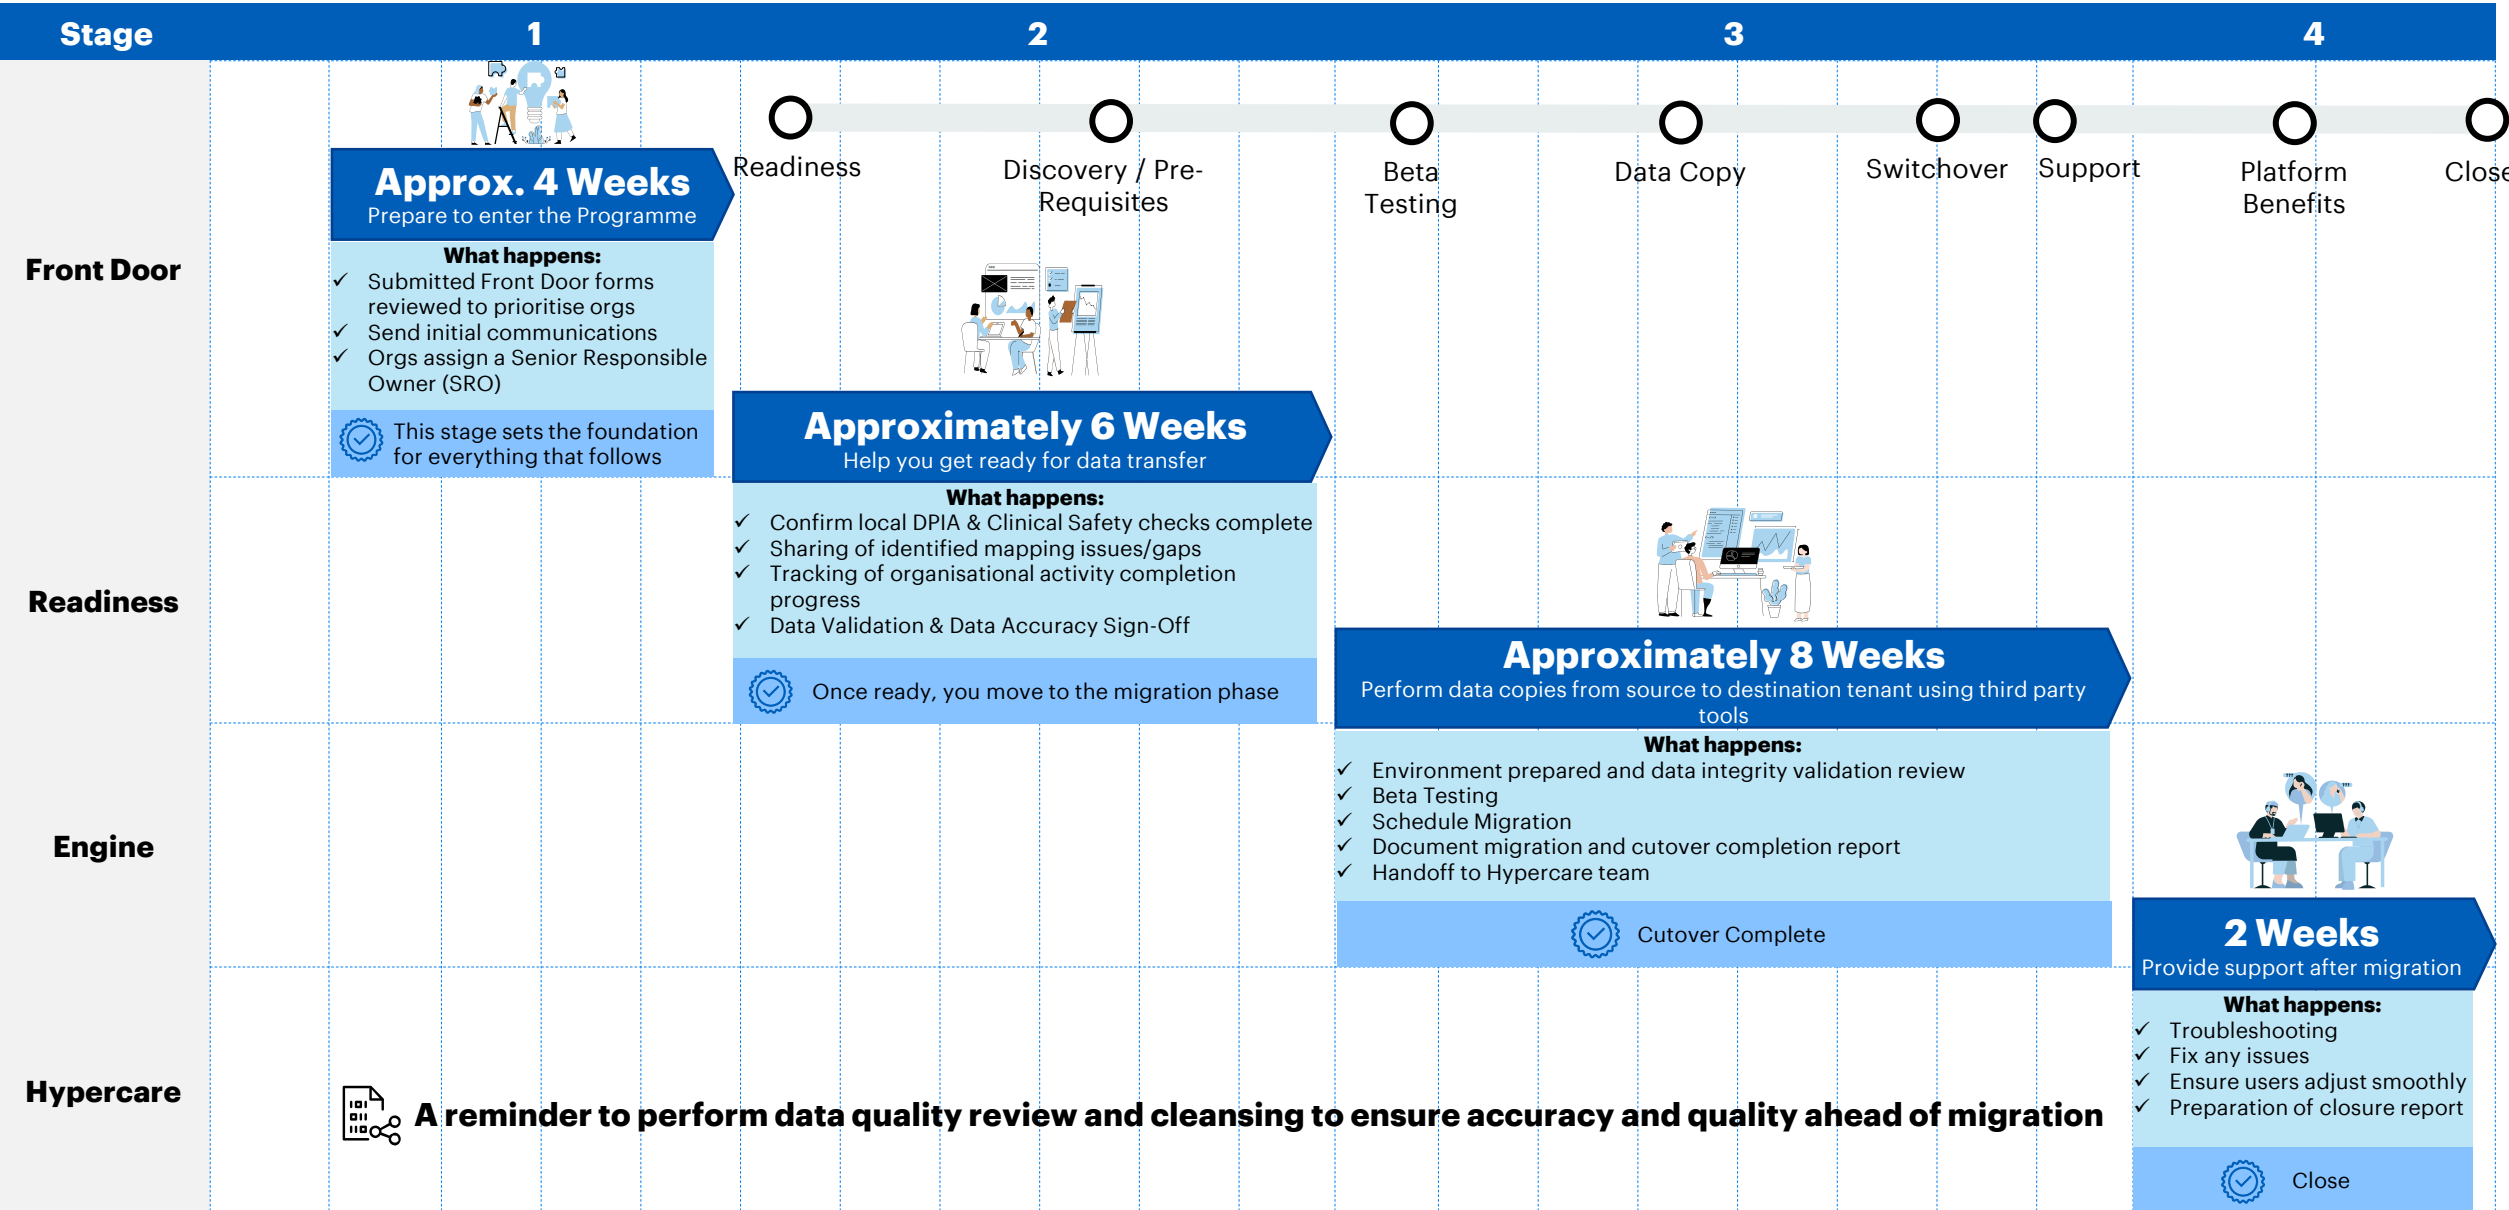 Stage
1
2
3
4
Readiness
Discovery / Pre-
Requisites
Beta
Testing
Data Copy
Switchover
Support
Platform
Benefits
Close
Front Door
Approx. 4 Weeks
Prepare to enter the Programme
What happens:
✓ Submitted Front Door forms
reviewed to prioritise orgs
✓ Send initial communications
✓ Orgs assign a Senior Responsible
Owner (SRO)
This stage sets the foundation
for everything that follows
Readiness
Approximately 6 Weeks
Help you get ready for data transfer
What happens:
✓ Confirm local DPIA & Clinical Safety checks complete
✓ Sharing of identified mapping issues/gaps
✓ Tracking of organisational activity completion
progress
✓ Data Validation & Data Accuracy Sign-Off
Once ready, you move to the migration phase
Engine
Approximately 8 Weeks
Perform data copies from source to destination tenant using third party
tools
What happens:
✓ Environment prepared and data integrity validation review
✓ Beta Testing
✓ Schedule Migration
✓ Document migration and cutover completion report
✓ Handoff to Hypercare team
Cutover Complete
Hypercare
2 Weeks
Provide support after migration
What happens:
✓ Troubleshooting
✓ Fix any issues
✓ Ensure users adjust smoothly
✓ Preparation of closure report
Close
A reminder to perform data quality review and cleansing to ensure accuracy and quality ahead of migration